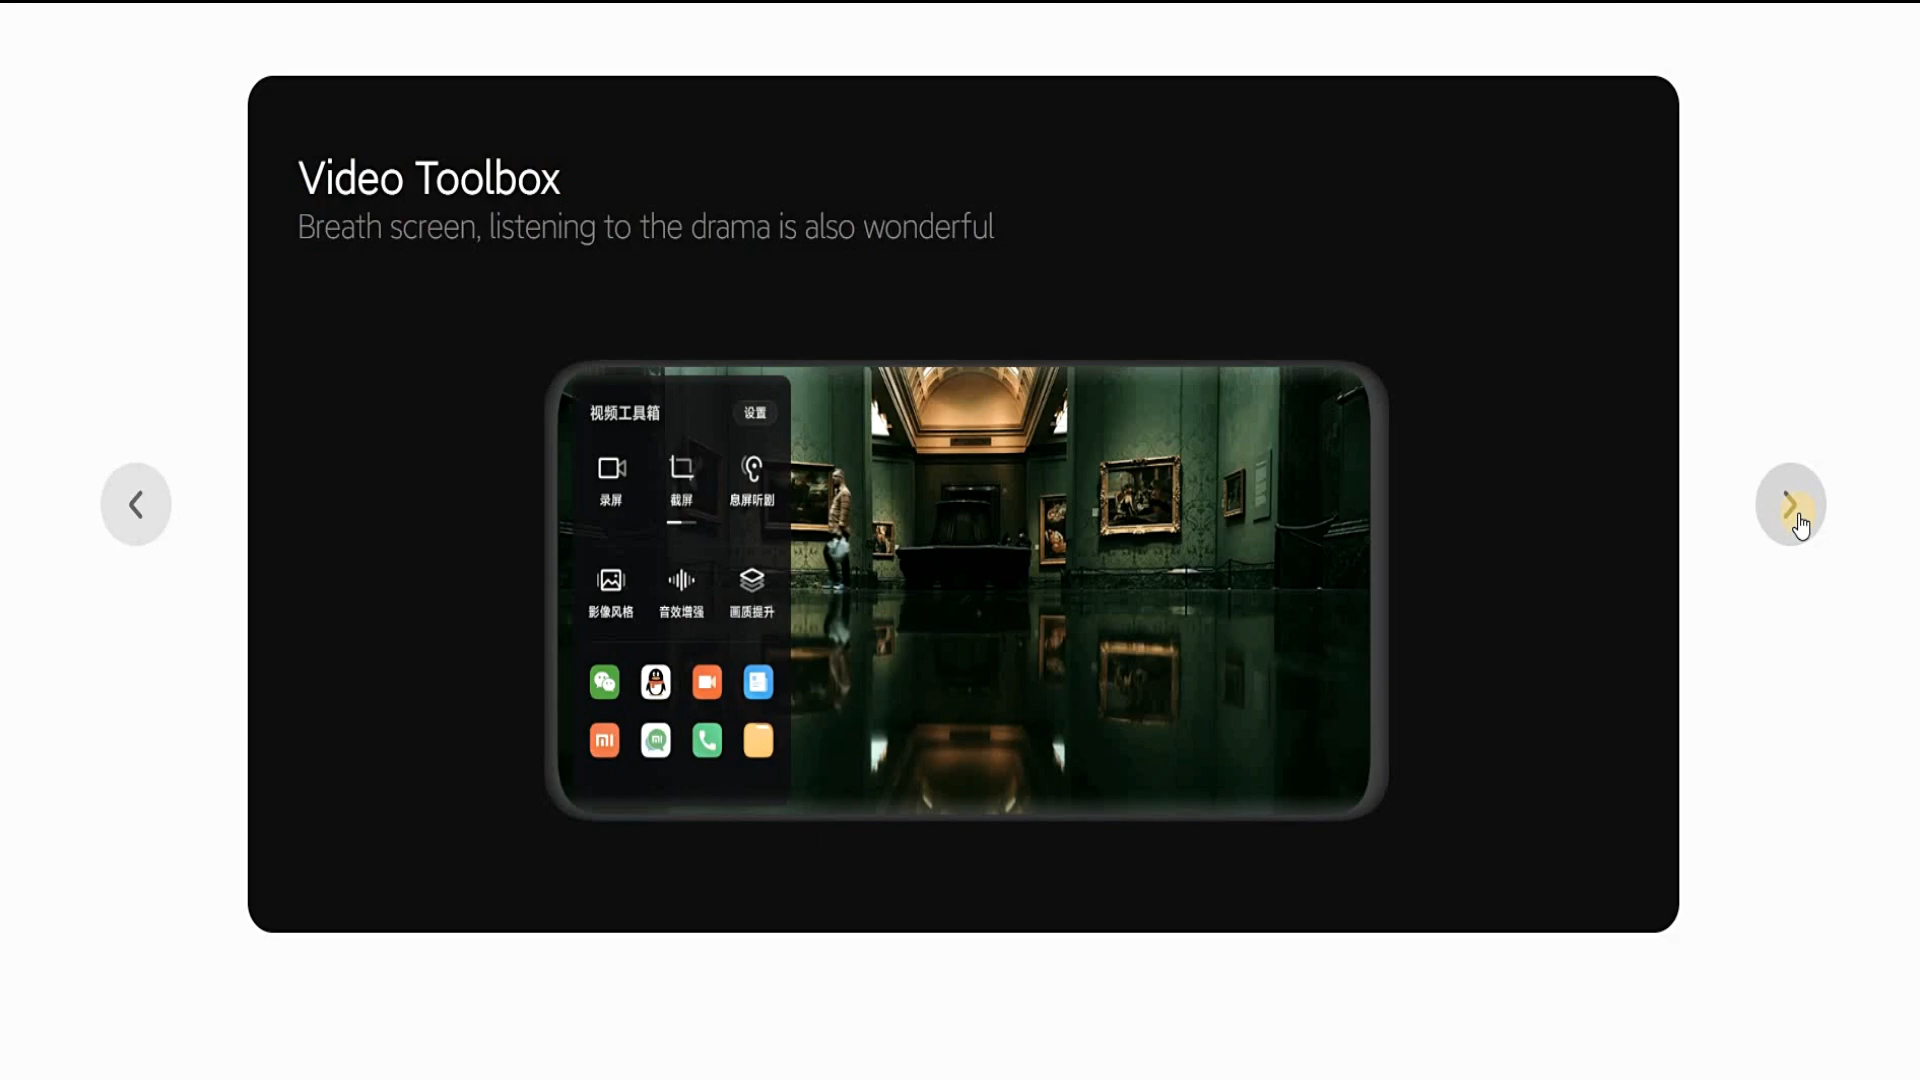 Video Toolbox
Breath screen, listening to the drama is also wonderful
视频工具箱 设置
录屏 截屏 息屏听剧
影像风格 音效增强 画质提升